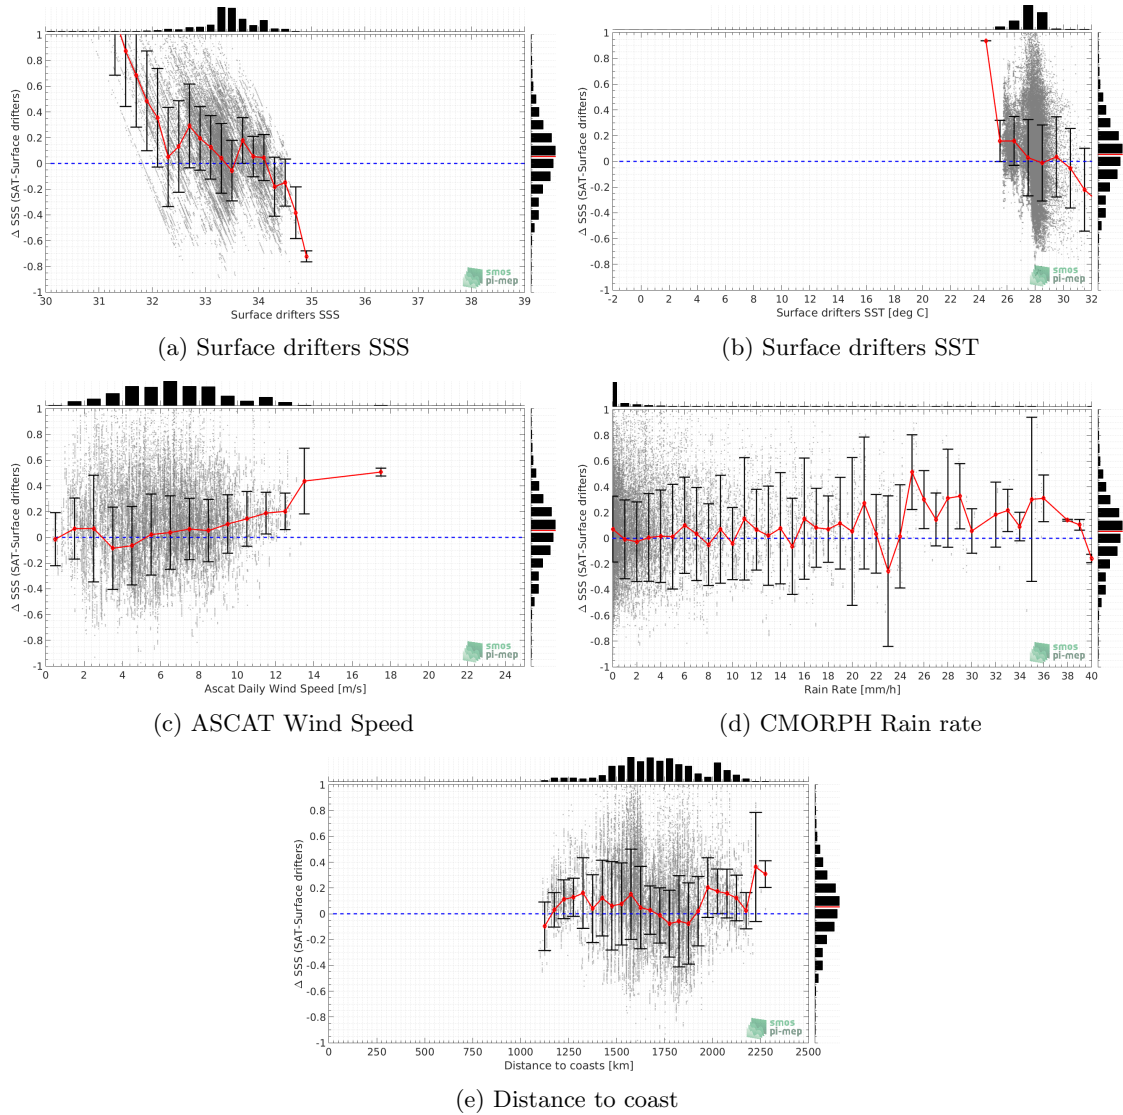 1
0.8
0.6
0.4
0.2
0
-0.2
-0.4
-0.6
-0.8
-1
Δ SSS (SAT-Surface drifters)
30 31 32 33 34 35 36 37 38 39
Surface drifters SSS
smos
pi-mep
(a) Surface drifters SSS
1
0.8
0.6
0.4
0.2
0
-0.2
-0.4
-0.6
-0.8
-1
Δ SSS (SAT-Surface drifters)
-2 0 2 4 6 8 10 12 14 16 18 20 22 24 26 28 30 32
Surface drifters SST [deg C]
smos
pi-mep
(b) Surface drifters SST
1
0.8
0.6
0.4
0.2
0
-0.2
-0.4
-0.6
-0.8
-1
Δ SSS (SAT-Surface drifters)
0 2 4 6 8 10 12 14 16 18 20 22 24
Ascat Daily Wind Speed [m/s]
smos
pi-mep
(c) ASCAT Wind Speed
1
0.8
0.6
0.4
0.2
0
-0.2
-0.4
-0.6
-0.8
-1
Δ SSS (SAT-Surface drifters)
0 2 4 6 8 10 12 14 16 18 20 22 24 26 28 30 32 34 36 38 40
Rain Rate [mm/h]
smos
pi-mep
(d) CMORPH Rain rate
1
0.8
0.6
0.4
0.2
0
-0.2
-0.4
-0.6
-0.8
-1
Δ SSS (SAT-Surface drifters)
0 250 500 750 1000 1250 1500 1750 2000 2250 2500
Distance to coasts [km]
smos
pi-mep
(e) Distance to coast